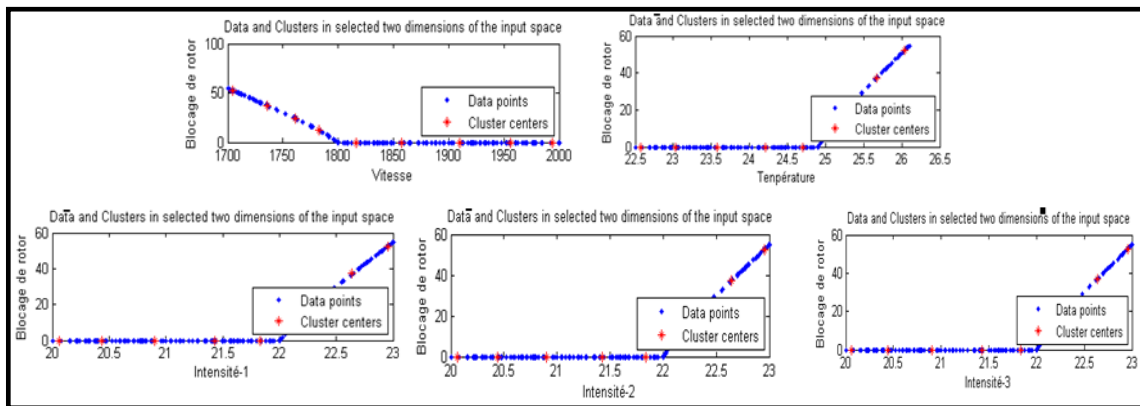 Data and Clusters in selected two dimensions of the input space
Blocage de rotor
100
50
0
Data points
Cluster centers
1700 1750 1800 1850 1900 1950 2000
Vitesse
Data and Clusters in selected two dimensions of the input space
Blocage de rotor
60
40
20
0
Data points
Cluster centers
22.5 23 23.5 24 24.5 25 25.5 26 26.5
Tenpérature
Data and Clusters in selected two dimensions of the input space
Blocage de rotor
60
40
20
0
Data points
Cluster centers
20 20.5 21 21.5 22 22.5 23
Intensité-1
Data and Clusters in selected two dimensions of the input space
Blocage de rotor
60
40
20
0
Data points
Cluster centers
20 20.5 21 21.5 22 22.5 23
Intensité-2
Data and Clusters in selected two dimensions of the input space
Blocage de rotor
60
40
20
0
Data points
Cluster centers
20 20.5 21 21.5 22 22.5 23
Intensité-3